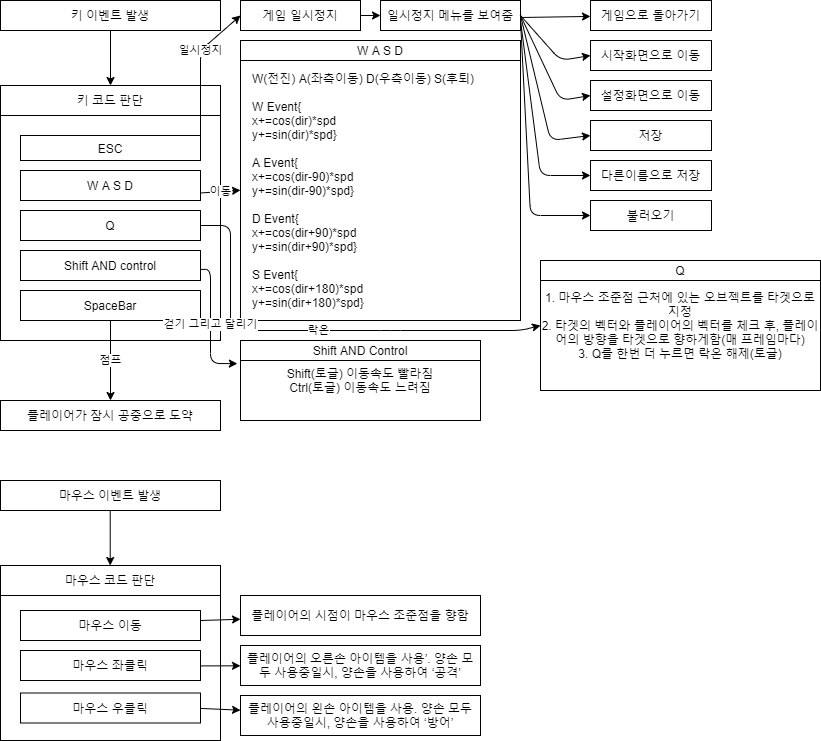 키 이벤트 발생
게임 일시정지
일시정지 메뉴를 보여줌
게임으로 돌아가기
일시정지
시작화면으로 이동
설정화면으로 이동
저장
다른이름으로 저장
불러오기
키 코드 판단
ESC
W A S D
Q
Shift AND control
SpaceBar
이동
W A S D
W(전진) A(좌측이동) D(우측이동) S(후퇴)
W Event{
x+=cos(dir)*spd
y+=sin(dir)*spd}
A Event{
x+=cos(dir-90)*spd
y+=sin(dir-90)*spd}
D Event{
x+=cos(dir+90)*spd
y+=sin(dir+90)*spd}
S Event{
x+=cos(dir+180)*spd
y+=sin(dir+180)*spd}
걷기 그리고 달리기
락온
Q
1. 마우스 조준점 근처에 있는 오브젝트를 타겟으로
지정
2. 타겟의 벡터와 플레이어의 벡터를 체크 후, 플레이
어의 방향을 타겟으로 향하게함(매 프레임마다)
3. Q를 한번 더 누르면 락온 해제(토글)
Shift AND Control
Shift(토글) 이동속도 빨라짐
Ctrl(토글) 이동속도 느려짐
점프
플레이어가 잠시 공중으로 도약
마우스 이벤트 발생
마우스 코드 판단
마우스 이동
마우스 좌클릭
마우스 우클릭
플레이어의 시점이 마우스 조준점을 향함
플레이어의 오른손 아이템을 사용’. 양손 모
두 사용중일시, 양손을 사용하여 ‘공격’
플레이어의 왼손 아이템을 사용. 양손 모두
사용중일시, 양손을 사용하여 ‘방어’